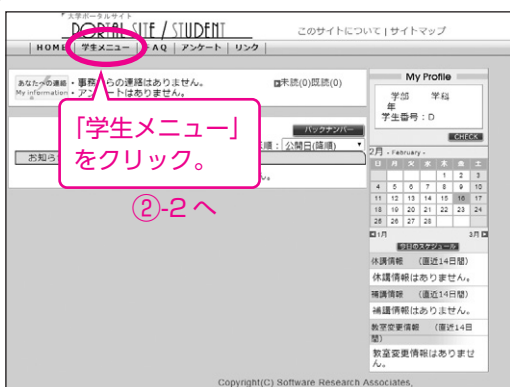 大学ポータルサイト
PORTAL SITE / STUDENT
このサイトについて | サイトマップ
| HOME | 学生メニュー | FAQ | アンケート | リンク |
あなたへの連絡
My information
・事務からの連絡はありません。
・アンケートはありません。
未読(0)既読(0)
「学生メニュー」
をクリック。
②-2 へ
バックナンバー
順：公開日(降順)
お知らせ
My Profile
学部 学科
年
学生番号：D
CHECK
2月 - February -
日 月 火 水 木 金 土
1 2 3
4 5 6 7 8 9 10
11 12 13 14 15 16 17
18 19 20 21 22 23 24
25 26 27 28
1月 3月
今日のスケジュール
休講情報 （直近14日間）
休講情報はありません。
補講情報 （直近14日間）
補講情報はありません。
教室変更情報 （直近14日
間）
教室変更情報はありませ
ん。
Copyright(C) Software Research Associates,